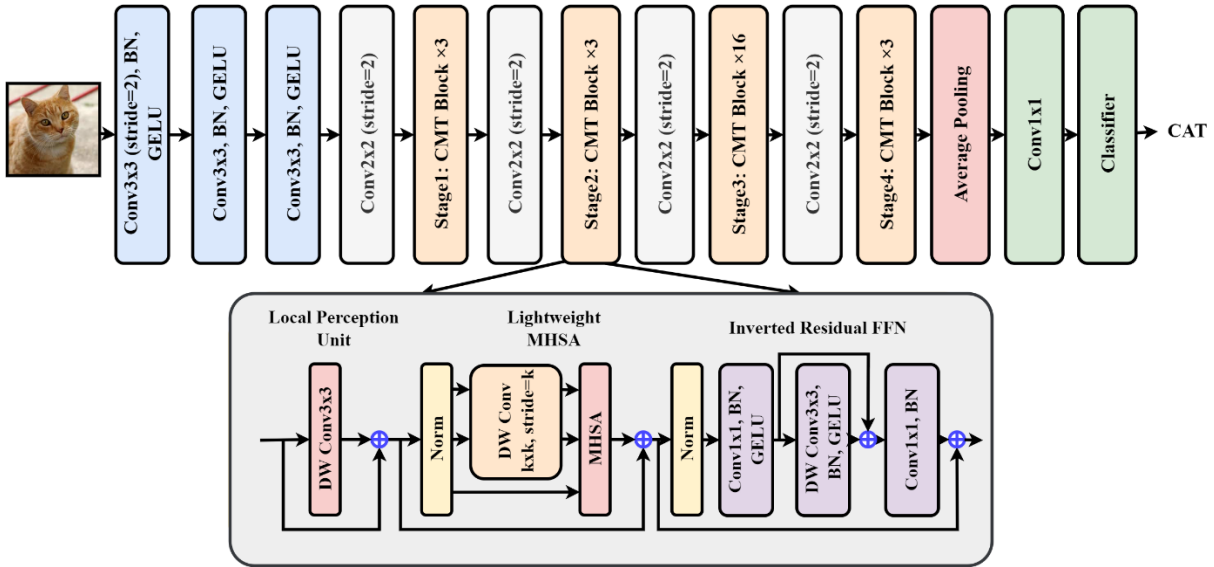 Conv3x3 (stride=2), BN,
GELU
Conv3x3, BN, GELU
Conv3x3, BN, GELU
Conv2x2 (stride=2)
Stage1: CMT Block ×3
Conv2x2 (stride=2)
Stage2: CMT Block ×3
Conv2x2 (stride=2)
Stage3: CMT Block ×16
Conv2x2 (stride=2)
Stage4: CMT Block ×3
Average Pooling
Conv1x1
Classifier
CAT
Local Perception
Unit
Lightweight
MHSA
Inverted Residual FFN
DW Conv3x3
Norm
DW Conv
kxk, stride=k
MHSA
Norm
Conv1x1, BN,
GELU
DW Conv3x3,
BN, GELU
Conv1x1, BN